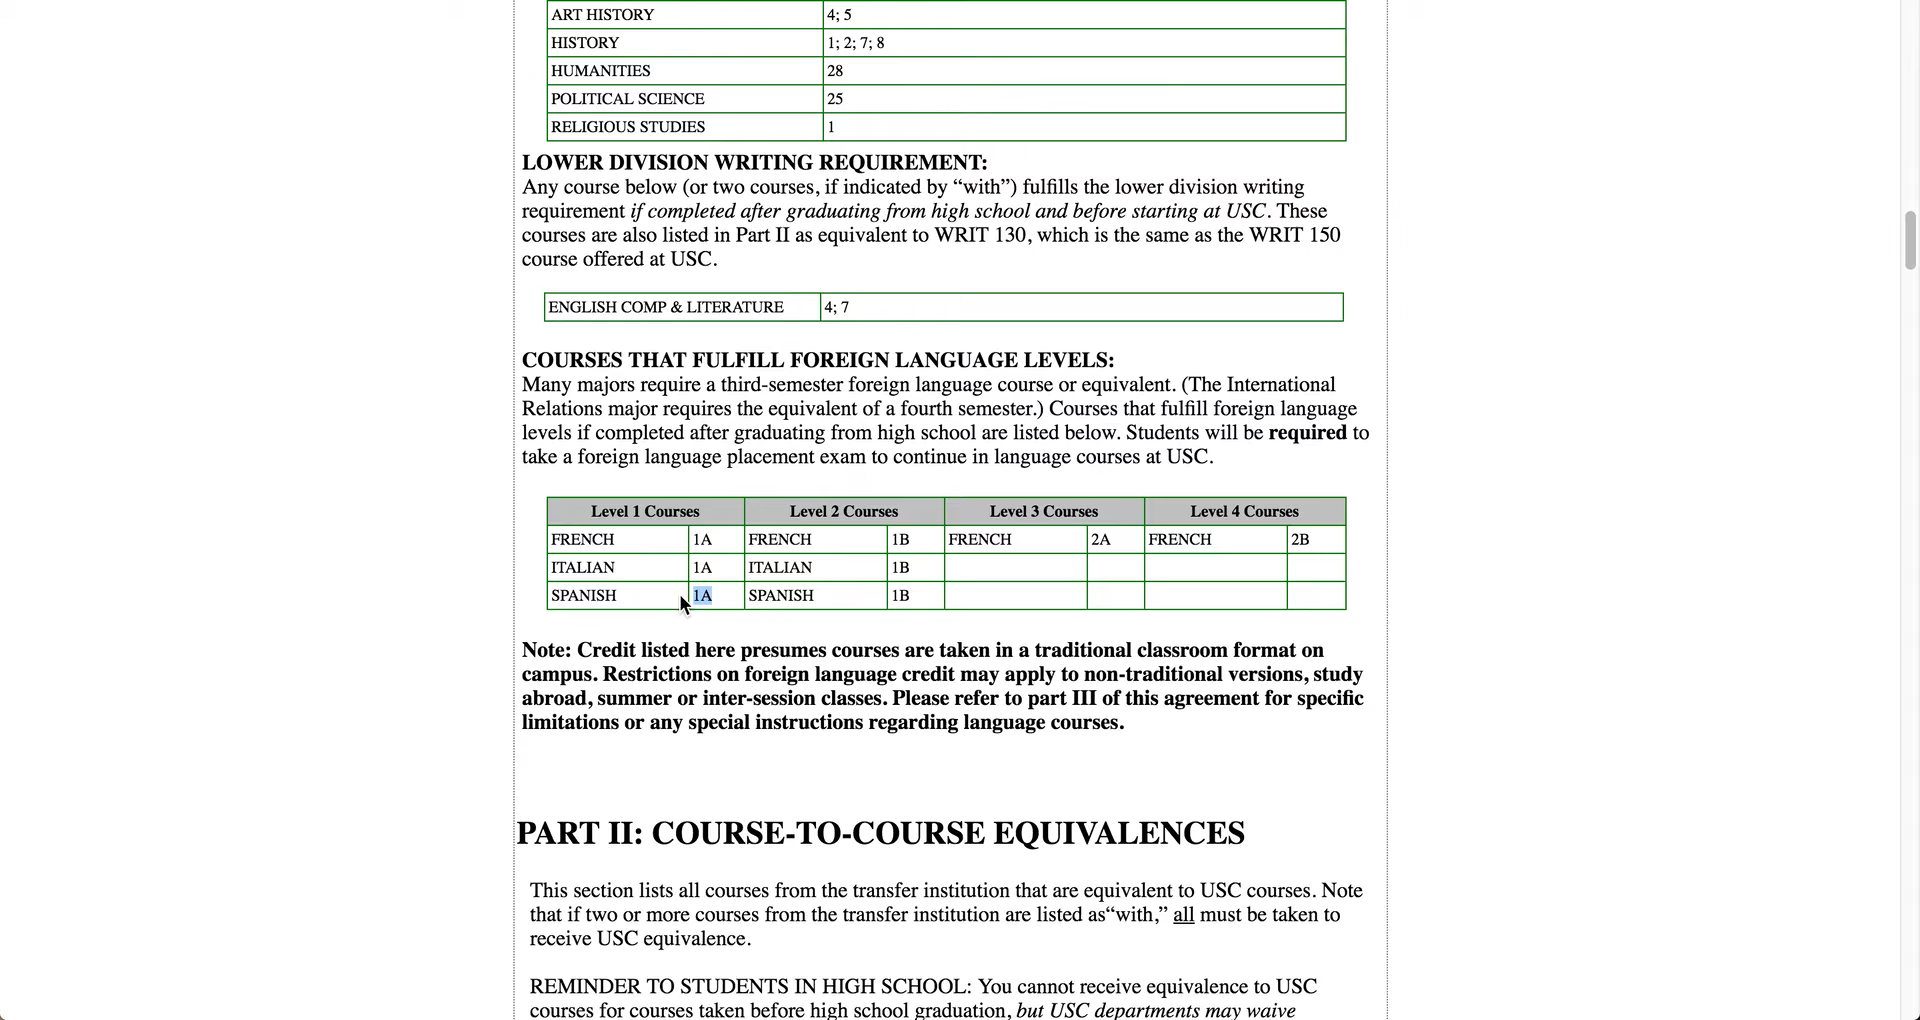 ART HISTORY 4; 5
HISTORY 1; 2; 7; 8
HUMANITIES 28
POLITICAL SCIENCE 25
RELIGIOUS STUDIES 1
LOWER DIVISION WRITING REQUIREMENT:
Any course below (or two courses, if indicated by “with”) fulfills the lower division writing
requirement if completed after graduating from high school and before starting at USC. These
courses are also listed in Part II as equivalent to WRIT 130, which is the same as the WRIT 150
course offered at USC.
ENGLISH COMP & LITERATURE 4; 7
COURSES THAT FULFILL FOREIGN LANGUAGE LEVELS:
Many majors require a third-semester foreign language course or equivalent. (The International
Relations major requires the equivalent of a fourth semester.) Courses that fulfill foreign language
levels if completed after graduating from high school are listed below. Students will be required to
take a foreign language placement exam to continue in language courses at USC.
Level 1 Courses Level 2 Courses Level 3 Courses Level 4 Courses
FRENCH 1A FRENCH 1B FRENCH 2A FRENCH 2B
ITALIAN 1A ITALIAN 1B
SPANISH 1A SPANISH 1B
Note: Credit listed here presumes courses are taken in a traditional classroom format on
campus. Restrictions on foreign language credit may apply to non-traditional versions, study
abroad, summer or inter-session classes. Please refer to part III of this agreement for specific
limitations or any special instructions regarding language courses.
PART II: COURSE-TO-COURSE EQUIVALENCES
This section lists all courses from the transfer institution that are equivalent to USC courses. Note
that if two or more courses from the transfer institution are listed as“with,” all must be taken to
receive USC equivalence.
REMINDER TO STUDENTS IN HIGH SCHOOL: You cannot receive equivalence to USC
courses for courses taken before high school graduation, but USC departments may waive